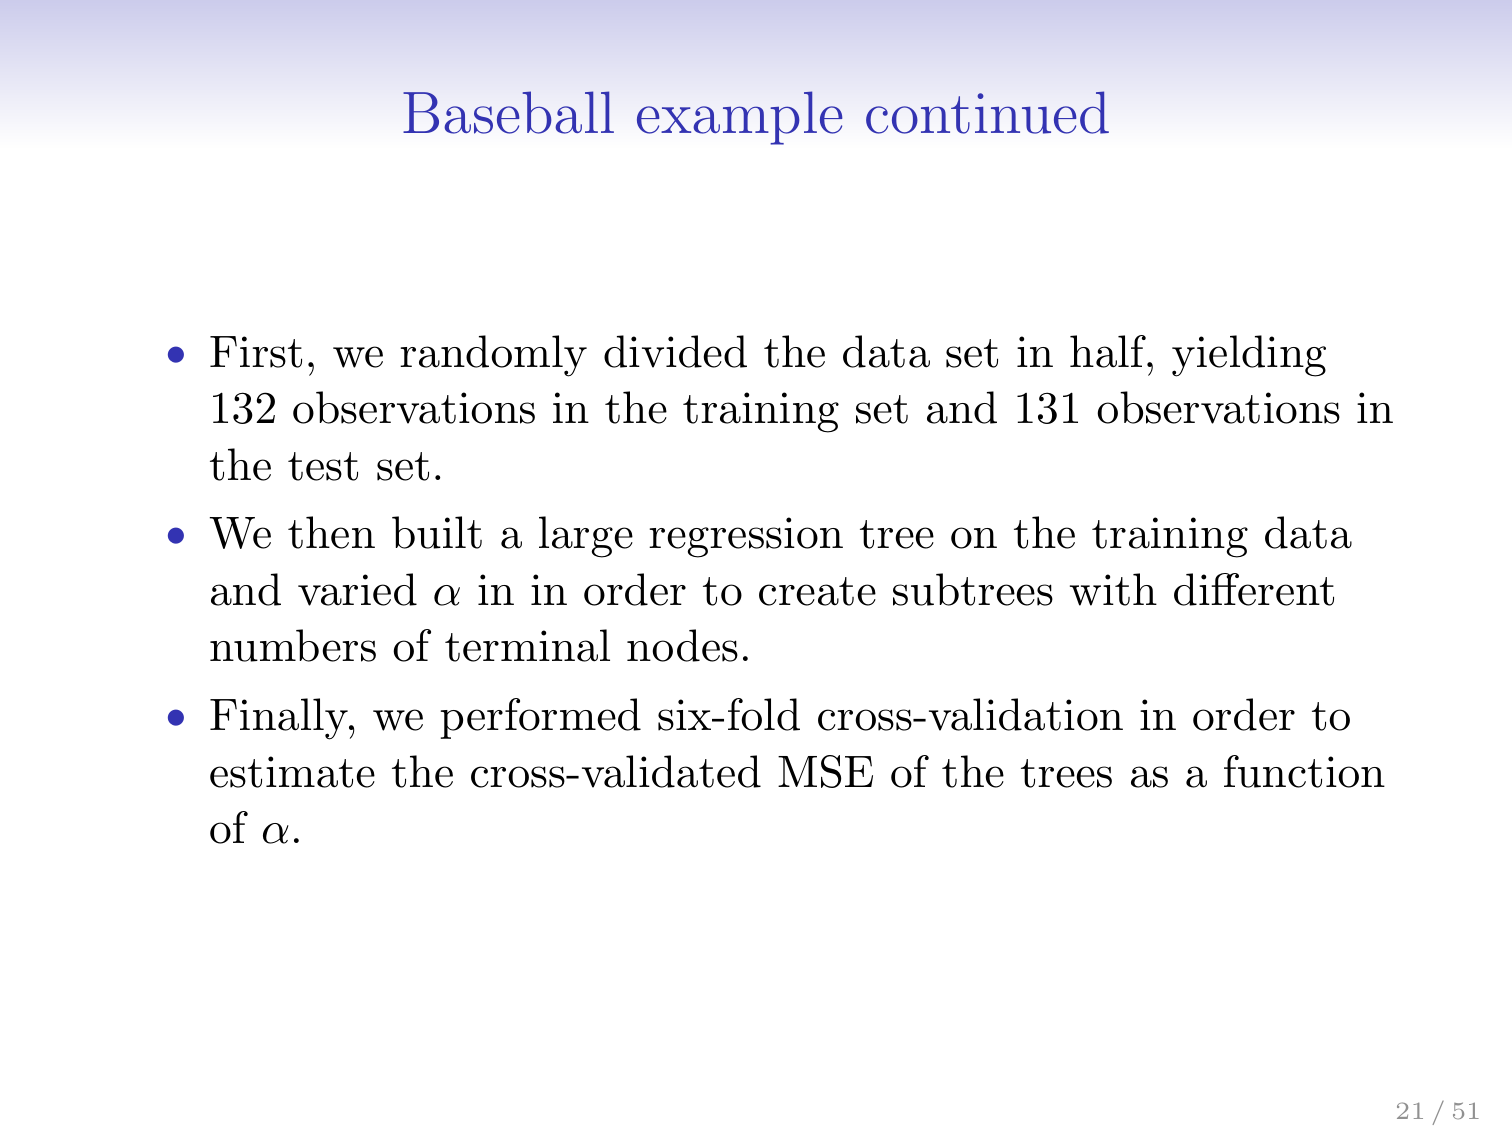 Baseball example continued
• First, we randomly divided the data set in half, yielding
132 observations in the training set and 131 observations in
the test set.
• We then built a large regression tree on the training data
and varied α in in order to create subtrees with different
numbers of terminal nodes.
• Finally, we performed six-fold cross-validation in order to
estimate the cross-validated MSE of the trees as a function
of α.
21 / 51